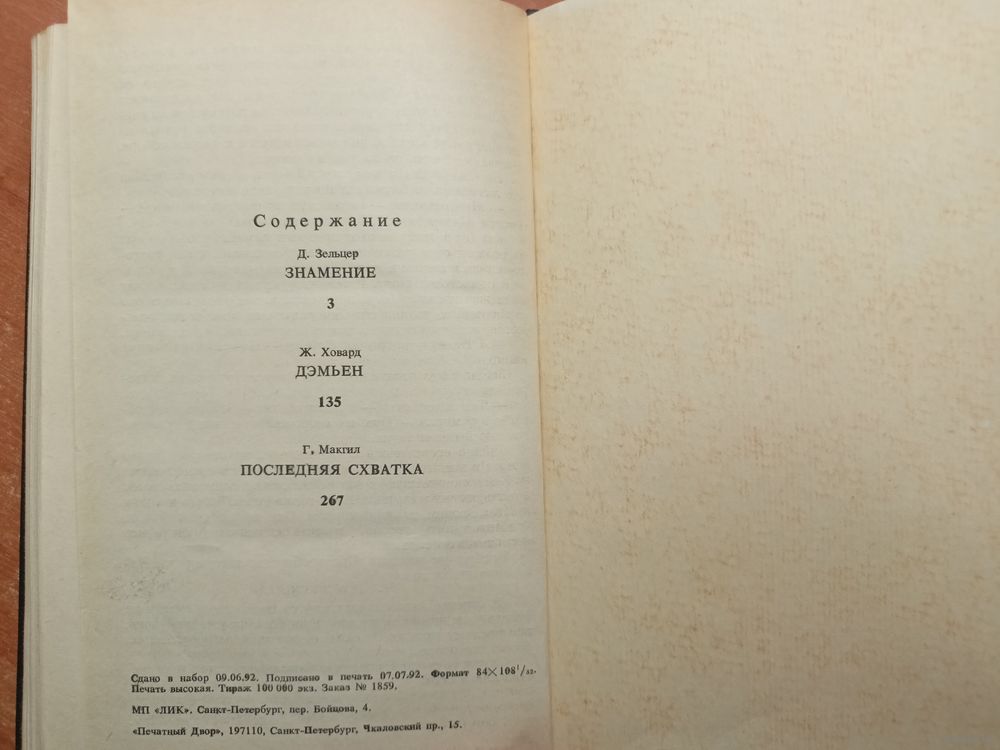 Содержание
Д. Зельцер
ЗНАМЕНИЕ
3
Ж. Ховард
ДЭМЬЕН
135
Г. Макгил
ПОСЛЕДНЯЯ СХВАТКА
267
Сдано в набор 09.06.92. Подписано в печать 07.07.92. Формат 84×108¹/₃₂.
Печать высокая. Тираж 100 000 экз. Заказ № 1859.
МП «ЛИК». Санкт-Петербург, пер. Бойцова, 4.
«Печатный Двор», 197110, Санкт-Петербург, Чкаловский пр., 15.